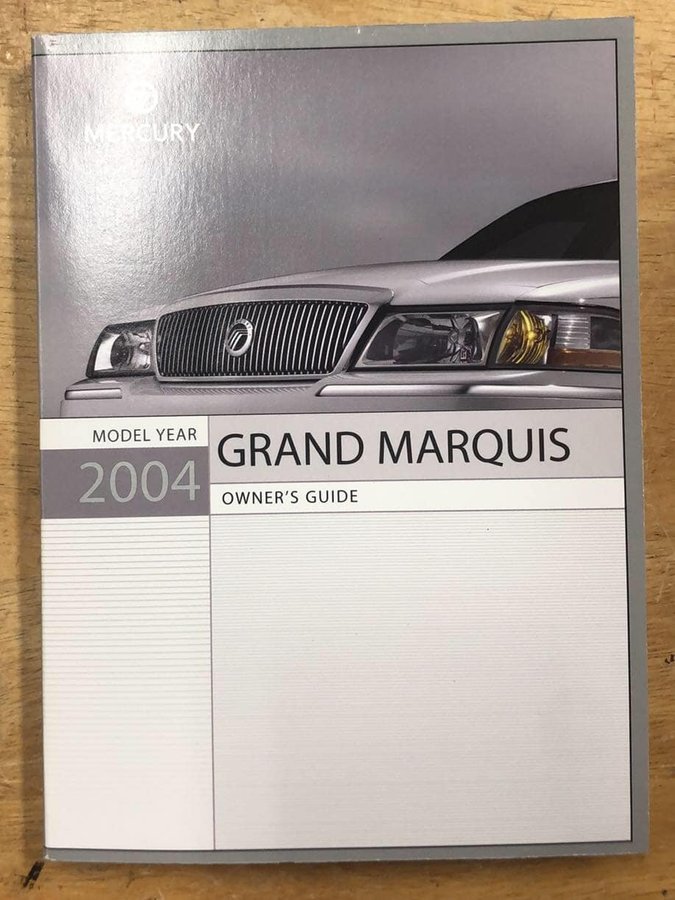 MERCURY
MODEL YEAR
2004
GRAND MARQUIS
OWNER'S GUIDE